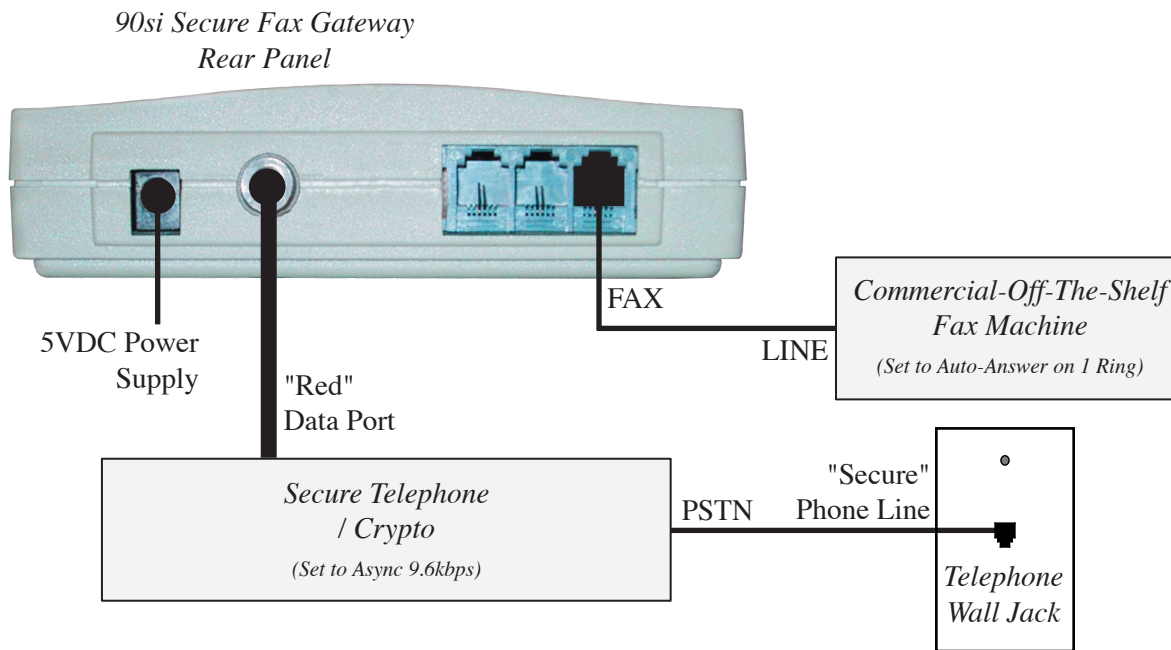 90si Secure Fax Gateway
Rear Panel
5VDC Power
Supply
"Red"
Data Port
FAX
LINE
Commercial-Off-The-Shelf
Fax Machine
(Set to Auto-Answer on 1 Ring)
Secure Telephone
/ Crypto
(Set to Async 9.6kbps)
PSTN
"Secure"
Phone Line
Telephone
Wall Jack